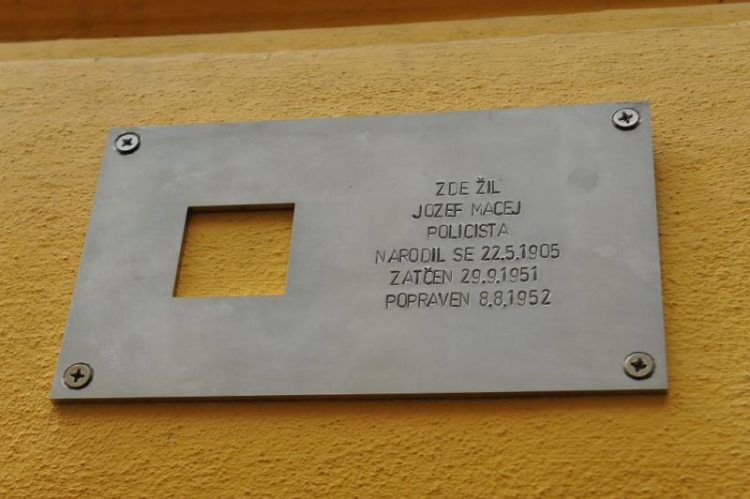 ZDE ŽIL
JOZEF MACEJ
POLICISTA
NARODIL SE 22.5.1905
ZATČEN 29.9.1951
POPRAVEN 8.8.1952